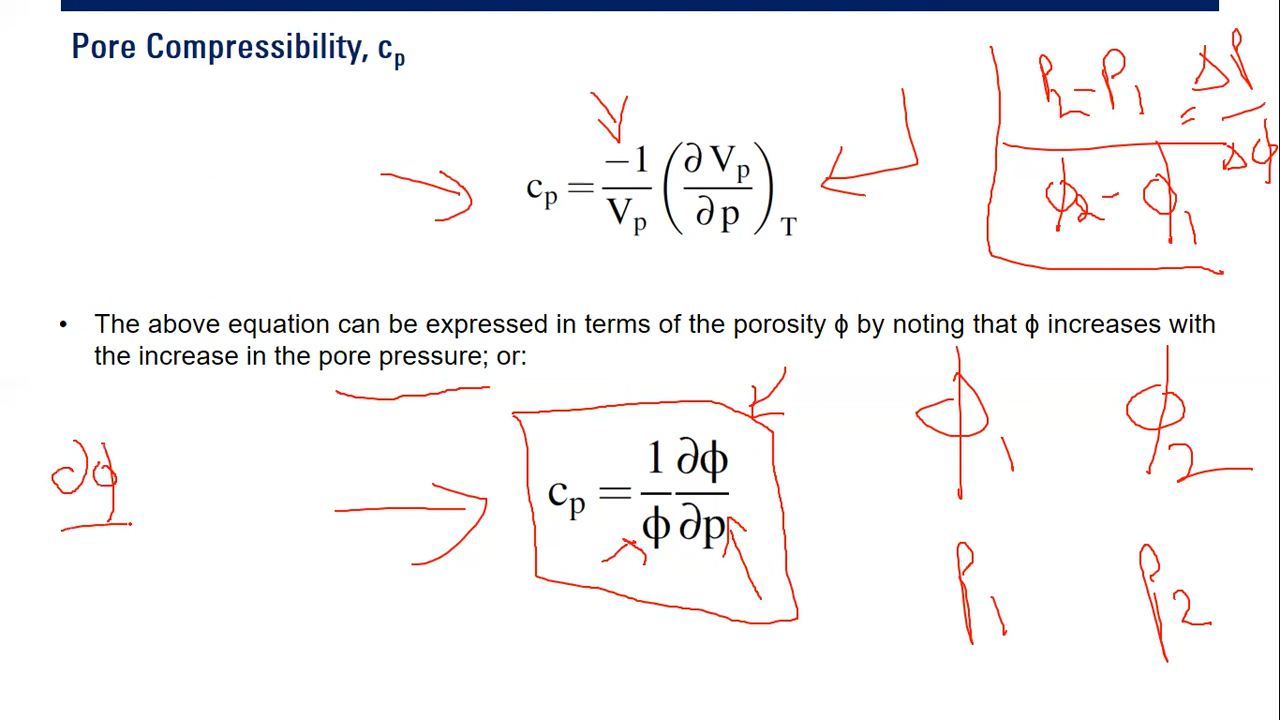 Pore Compressibility, cₚ
cₚ = −1/Vₚ (∂Vₚ/∂p)_T
P₂ − P₁ / ϕ₂ − ϕ₁ = ΔP / Δϕ
• The above equation can be expressed in terms of the porosity ϕ by noting that ϕ increases with
the increase in the pore pressure; or:
cₚ = 1/ϕ ∂ϕ/∂p
∂ϕ
ϕ₁ ϕ₂
P₁ P₂